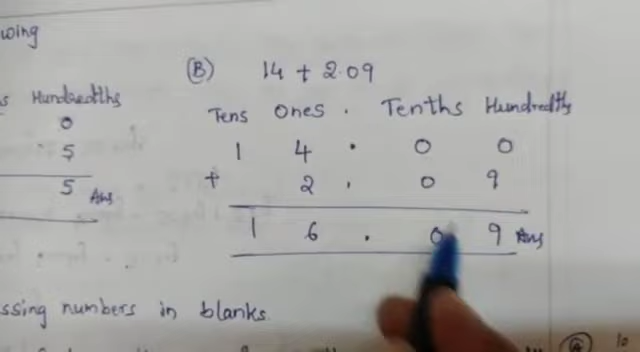 wing
Hundredths
0
5
5 Ans
(B) 14 + 2.09
Tens Ones . Tenths Hundredths
1 4 . 0 0
+ 2 . 0 9
1 6 . 0 9 Ans
ssing numbers in blanks.